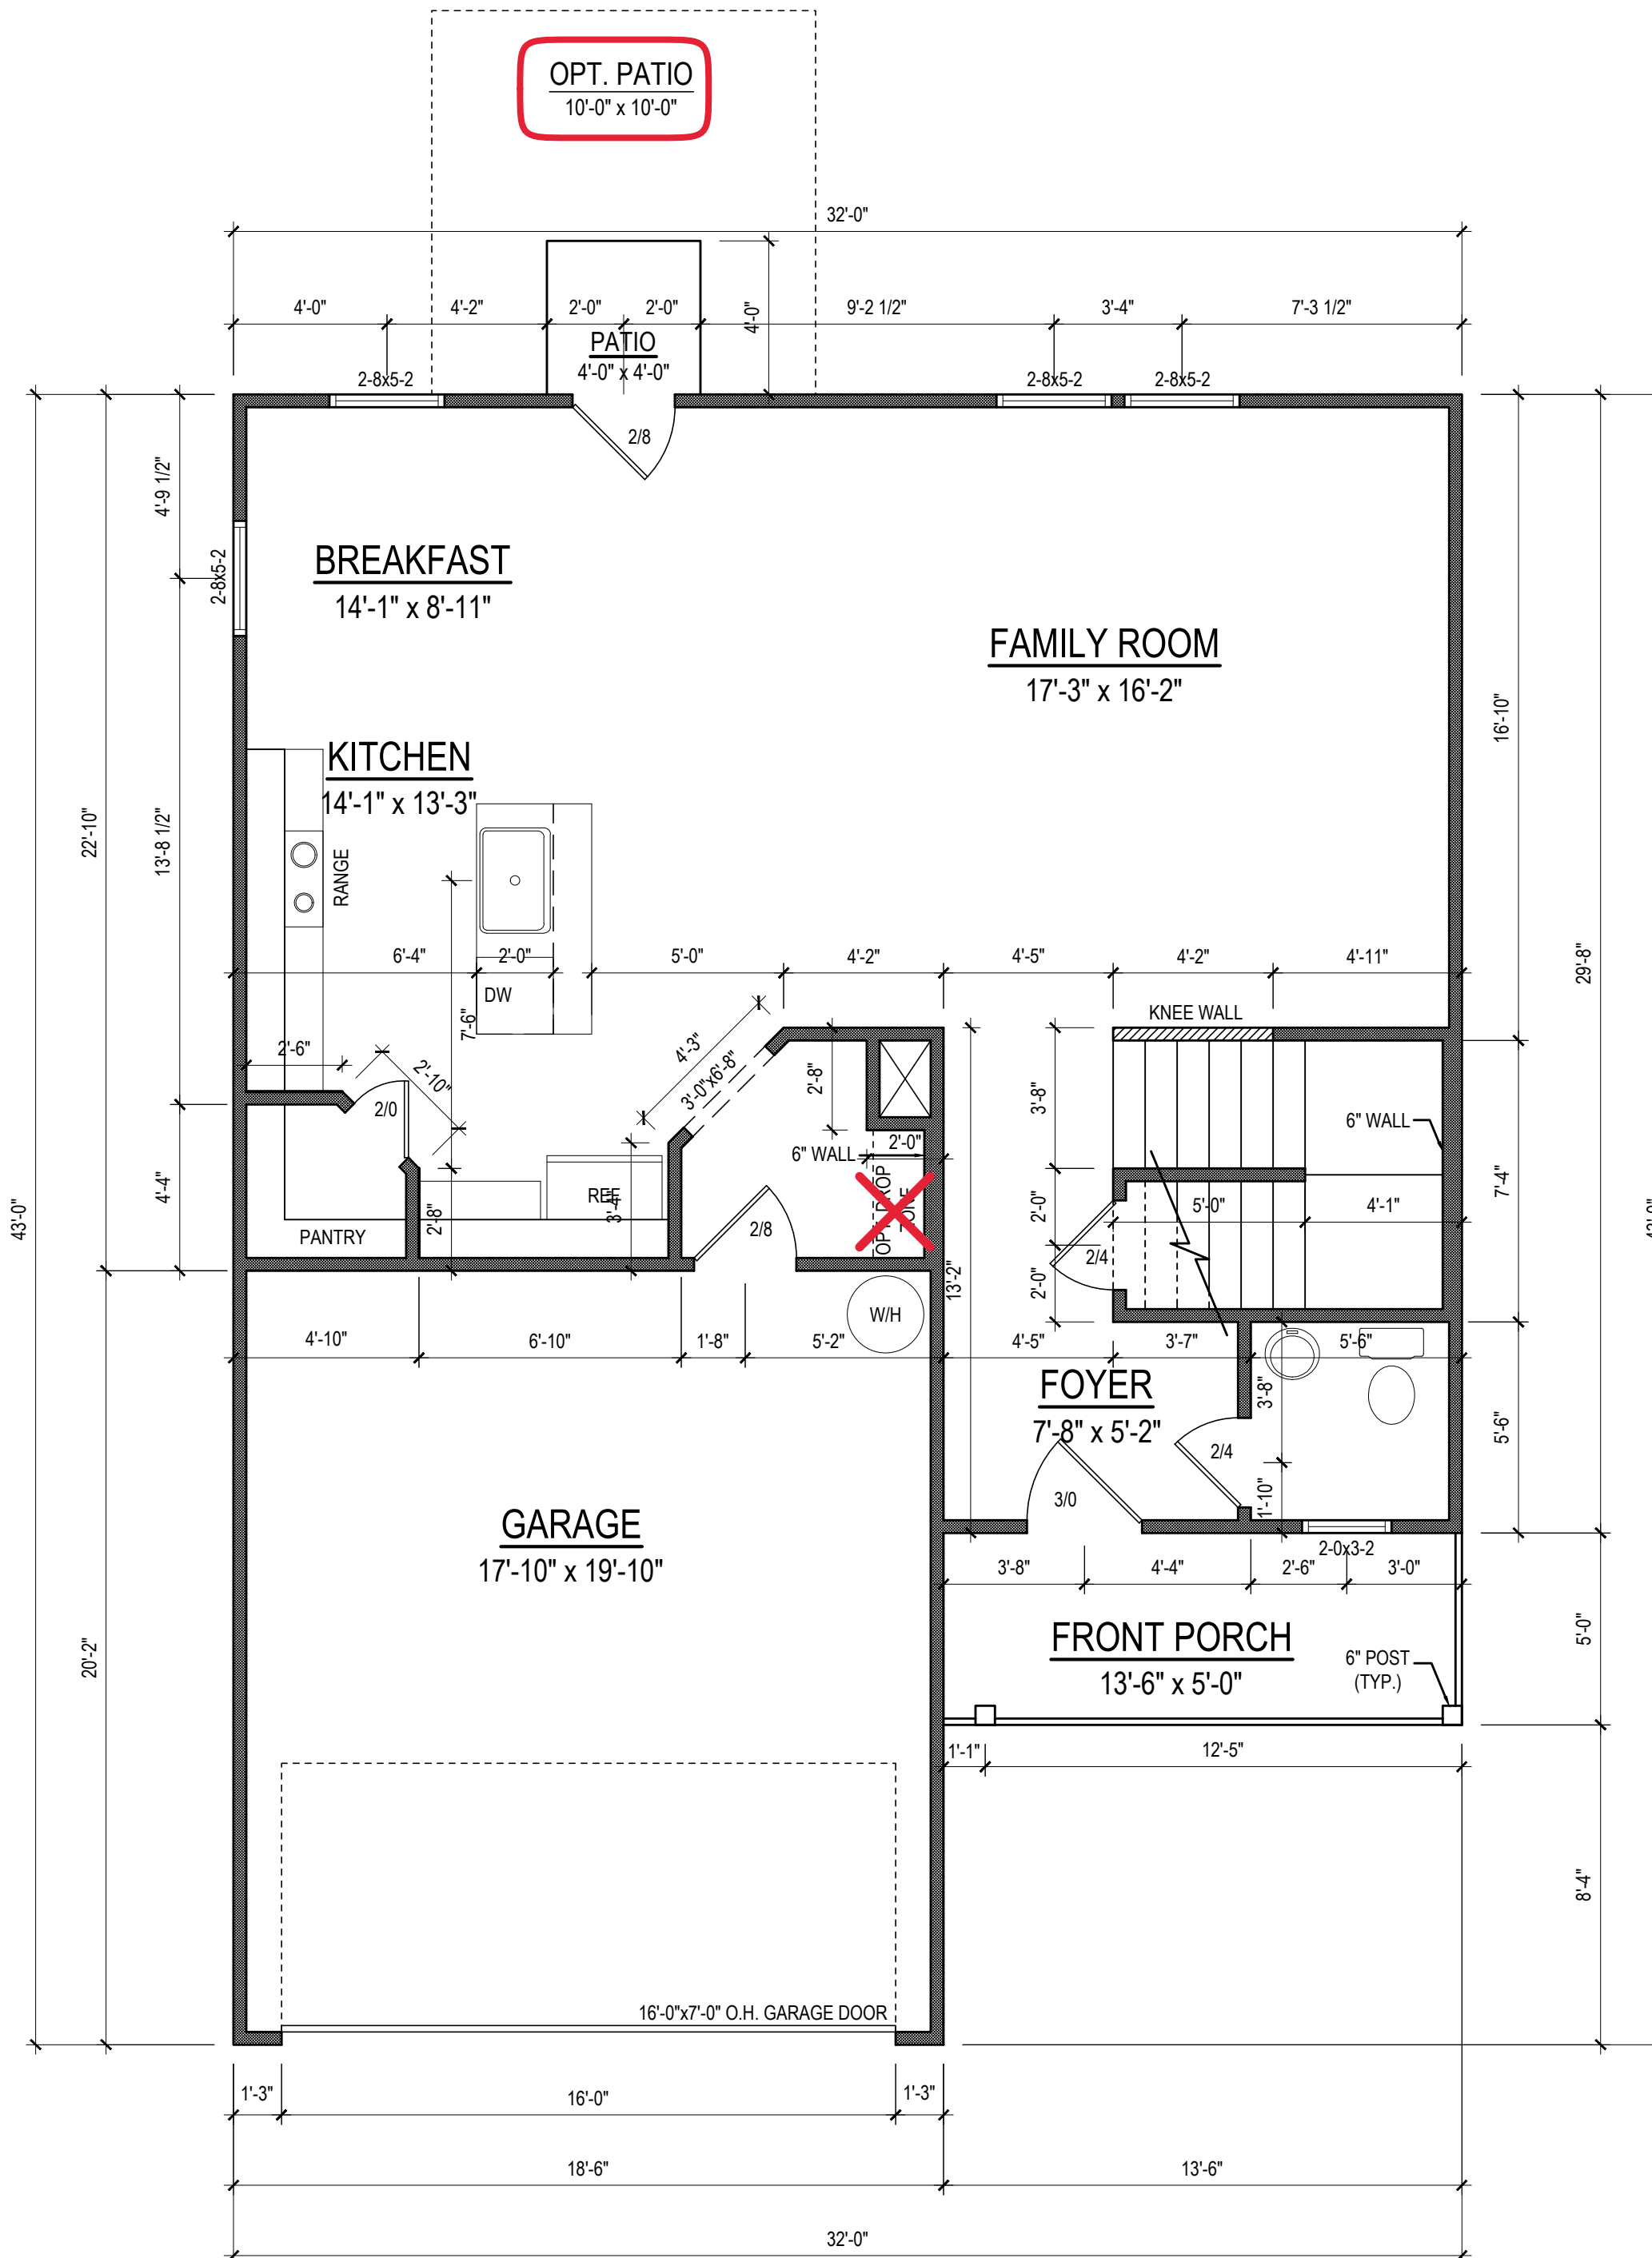 OPT. PATIO
10'-0" x 10'-0"
32'-0"
4'-0"
4'-2"
2'-0"
2'-0"
4'-0"
9'-2 1/2"
3'-4"
7'-3 1/2"
PATIO
4'-0" x 4'-0"
2-8x5-2
2-8x5-2
2-8x5-2
2/8
4'-9 1/2"
2-8x5-2
BREAKFAST
14'-1" x 8'-11"
FAMILY ROOM
17'-3" x 16'-2"
16'-10"
KITCHEN
14'-1" x 13'-3"
22'-10"
13'-8 1/2"
RANGE
6'-4"
2'-0"
5'-0"
4'-2"
4'-5"
4'-2"
4'-11"
29'-8"
DW
7'-6"
KNEE WALL
2'-6"
2'-10"
4'-3"
3'-0"x6'-8"
2'-8"
3'-8"
2/0
6" WALL
6" WALL
2'-0"
4'-4"
43'-0"
7'-4"
REF
3'-4"
2'-8"
OPT. DROP
ZONE
2'-0"
5'-0"
4'-1"
PANTRY
2/8
2/4
13'-2"
2'-0"
W/H
4'-10"
6'-10"
1'-8"
5'-2"
4'-5"
3'-7"
5'-6"
FOYER
7'-8" x 5'-2"
3'-8"
5'-6"
2/4
3/0
1'-10"
GARAGE
17'-10" x 19'-10"
2-0x3-2
3'-8"
4'-4"
2'-6"
3'-0"
20'-2"
FRONT PORCH
13'-6" x 5'-0"
6" POST
(TYP.)
5'-0"
1'-1"
12'-5"
8'-4"
16'-0"x7'-0" O.H. GARAGE DOOR
1'-3"
16'-0"
1'-3"
18'-6"
13'-6"
32'-0"